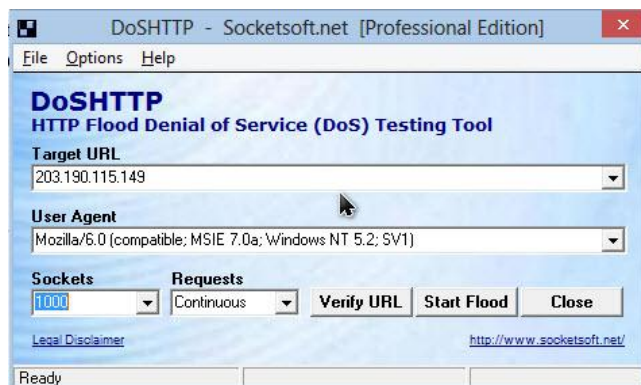 DoSHTTP - Socketsoft.net [Professional Edition]
File Options Help
DoSHTTP
HTTP Flood Denial of Service (DoS) Testing Tool
Target URL
203.190.115.149
User Agent
Mozilla/6.0 (compatible; MSIE 7.0a; Windows NT 5.2; SV1)
Sockets Requests
1000 Continuous Verify URL Start Flood Close
Legal Disclaimer http://www.socketsoft.net/
Ready